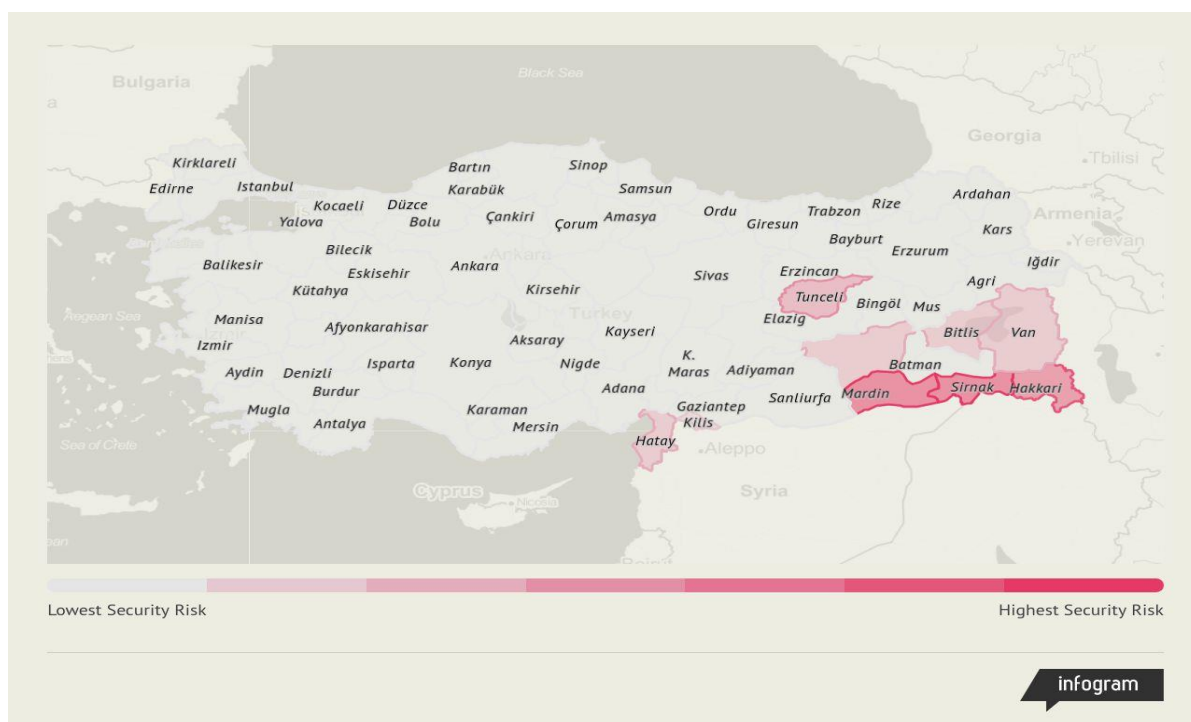 Black Sea
Bulgaria
Georgia
Tbilisi
Kirklareli
Edirne
Istanbul
Bartın
Sinop
Karabük
Samsun
Kocaeli
Düzce
Yalova
Bolu
Çankiri
Çorum
Amasya
Ordu
Giresun
Trabzon
Rize
Ardahan
Armenia
Kars
Yerevan
Bayburt
Erzurum
Iğdir
Bilecik
Balikesir
Eskisehir
Ankara
Ankara
Sivas
Erzincan
Agri
Kütahya
Kirsehir
Tunceli
Bingöl
Mus
Turkey
Elazig
Aegean Sea
Manisa
Afyonkarahisar
Izmir
Izmir
Kayseri
Aksaray
Bitlis
Van
Isparta
Konya
Nigde
K.
Maras
Adiyaman
Batman
Aydin
Denizli
Burdur
Adana
Sanliurfa
Mardin
Sirnak
Hakkari
Mugla
Antalya
Karaman
Mersin
Gaziantep
Kilis
Hatay
Aleppo
Sea of Crete
Cyprus
Nicosia
Syria
Lowest Security Risk
Highest Security Risk
infogram